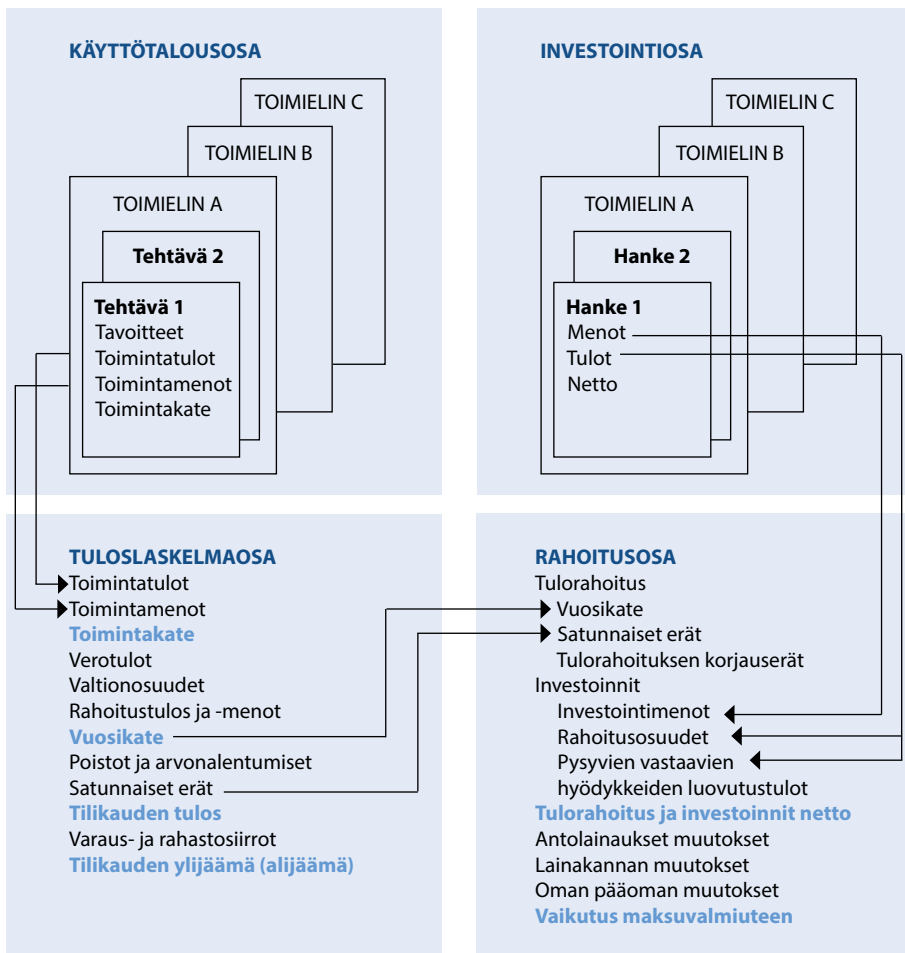 KÄYTTÖTALOUSOSA
TOIMIELIN C
TOIMIELIN B
TOIMIELIN A
Tehtävä 2
Tehtävä 1
Tavoitteet
Toimintatulot
Toimintamenot
Toimintakate
INVESTOINTIOSA
TOIMIELIN C
TOIMIELIN B
TOIMIELIN A
Hanke 2
Hanke 1
Menot
Tulot
Netto
TULOSLASKELMAOSA
Toimintatulot
Toimintamenot
Toimintakate
Verotulot
Valtionosuudet
Rahoitustulos ja -menot
Vuosikate
Poistot ja arvonalentumiset
Satunnaiset erät
Tilikauden tulos
Varaus- ja rahastosiirrot
Tilikauden ylijäämä (alijäämä)
RAHOITUSOSA
Tulorahoitus
Vuosikate
Satunnaiset erät
Tulorahoituksen korjauserät
Investoinnit
Investointimenot
Rahoitusosuudet
Pysyvien vastaavien
hyödykkeiden luovutustulot
Tulorahoitus ja investoinnit netto
Antolainaukset muutokset
Lainakannan muutokset
Oman pääoman muutokset
Vaikutus maksuvalmiuteen